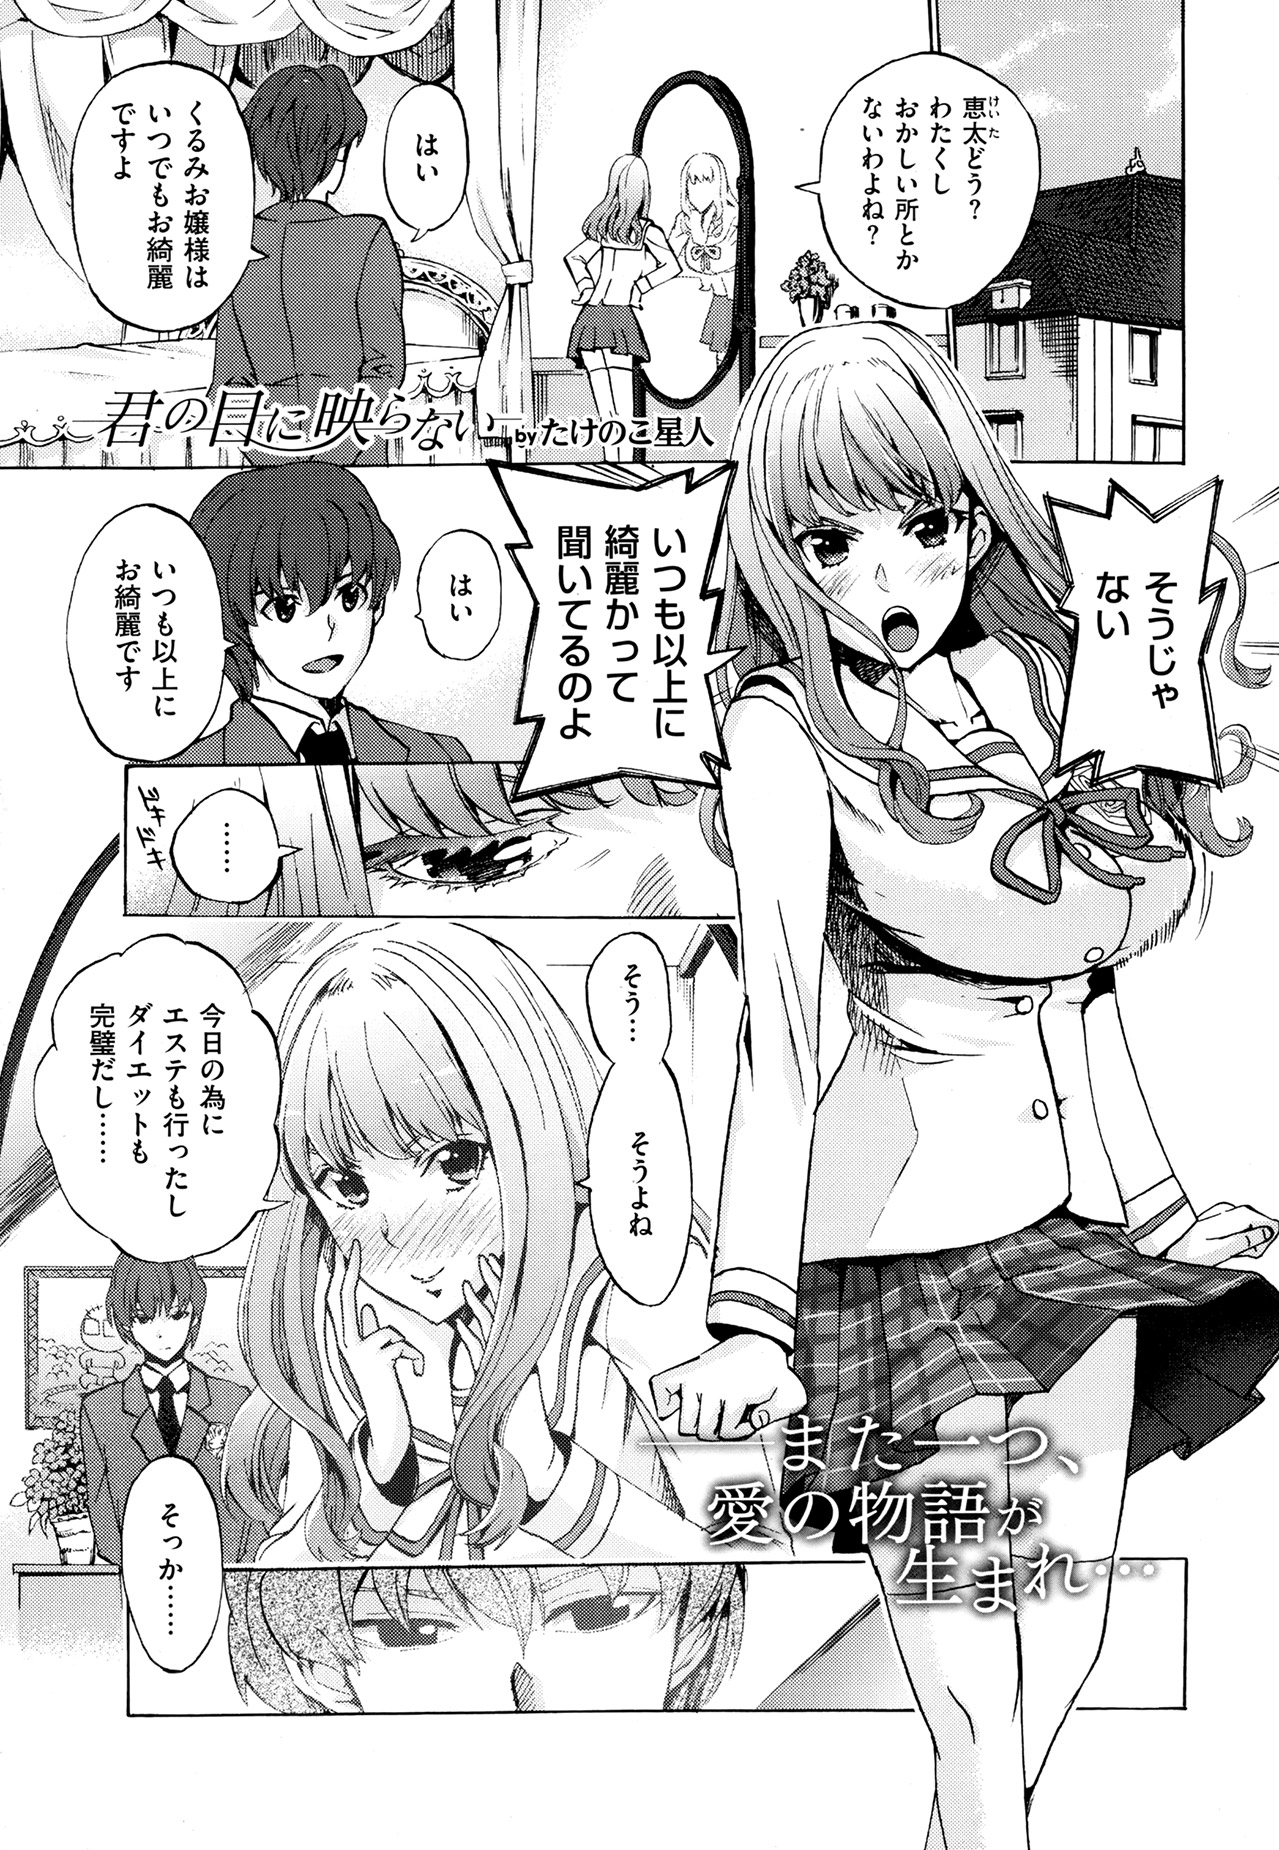 恵太どう？
けいた
わたくし
おかしい所とか
ないわよね？
はい
くるみお嬢様は
いつでもお綺麗
ですよ
君の目に映らない
by たけのこ星人
そうじゃ
ない
いつも以上に
綺麗かって
聞いてるのよ
はい
いつも以上に
お綺麗です
ドキ
ドキ
……
そう…
そうよね
今日の為に
エステも行ったし
ダイエットも
完璧だし……
そっか……
――また一つ、
愛の物語が
生まれ…